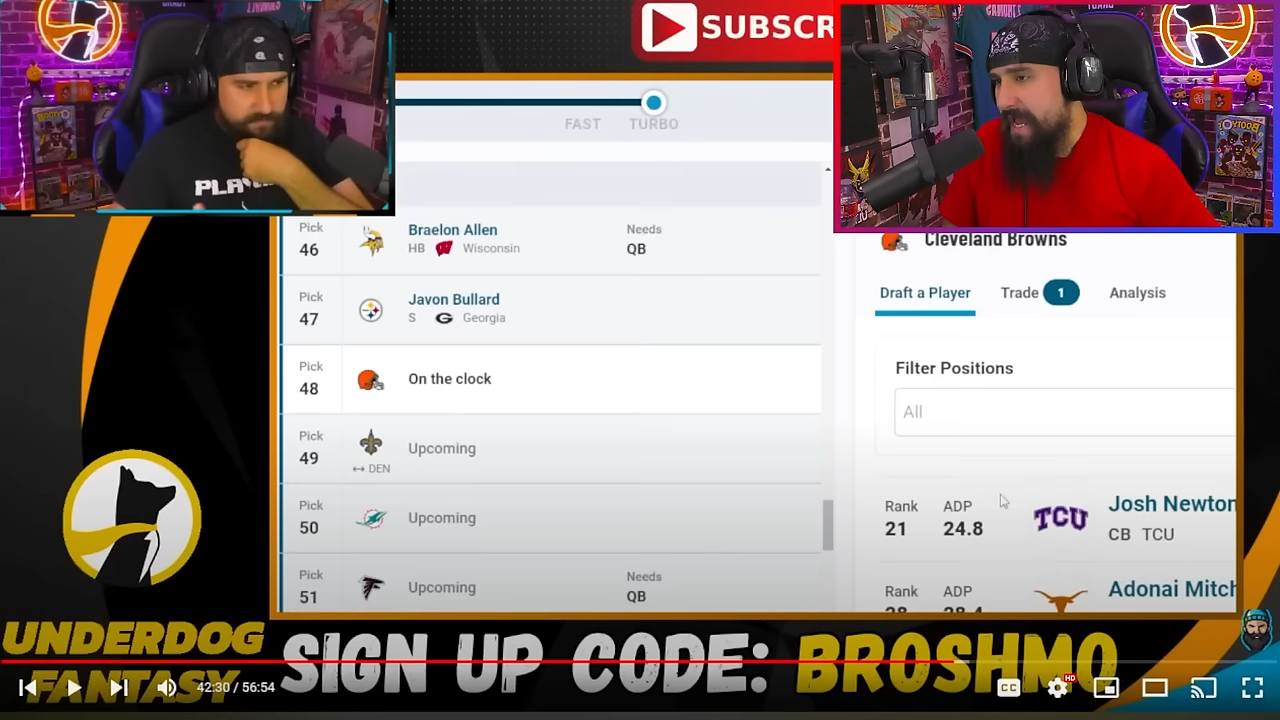 SUBSCR
FAST
TURBO
Pick
46
Braelon Allen
HB
Wisconsin
Needs
QB
Pick
47
Javon Bullard
S
Georgia
Pick
48
On the clock
Pick
49
↔ DEN
Upcoming
Pick
50
Upcoming
Pick
51
Upcoming
Needs
QB
Cleveland Browns
Draft a Player
Trade 1
Analysis
Filter Positions
All
Rank
21
ADP
24.8
TCU
Josh Newton
CB TCU
Rank
28
ADP
28.4
Adonai Mitch
UNDERDOG
FANTASY
SIGN UP CODE: BROSHMO
42:30 / 56:54
CC
HD